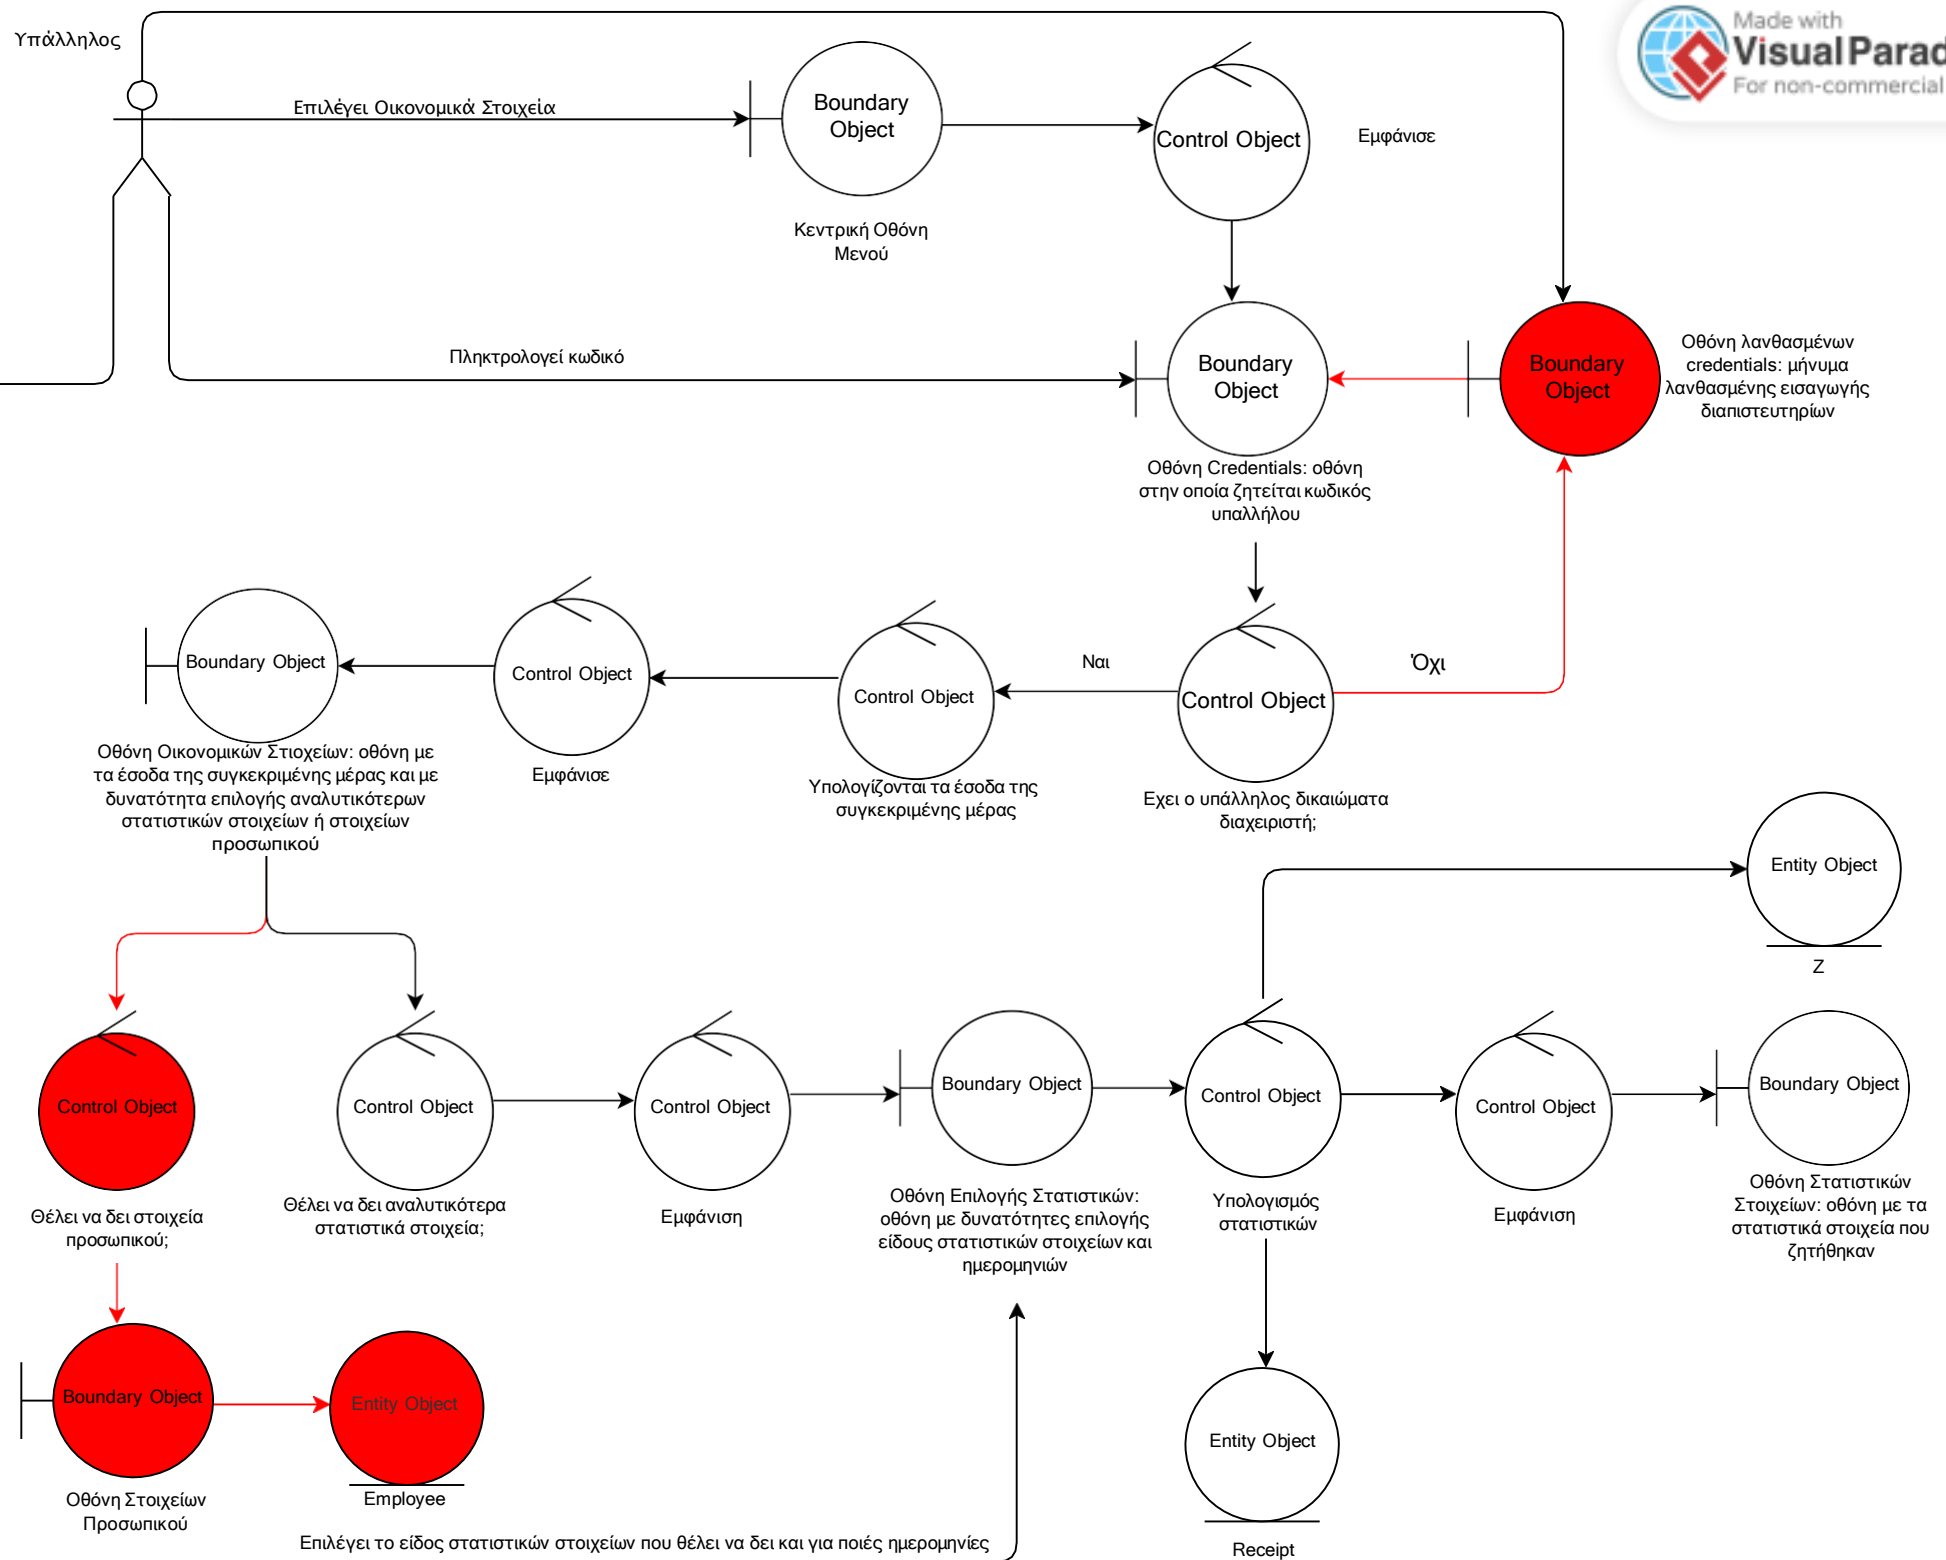 Υπάλληλος
Made with
Visual Parad
For non-commercial
Επιλέγει Οικονομικά Στοιχεία
Boundary
Object
Control Object
Εμφάνισε
Κεντρική Οθόνη
Μενού
Πληκτρολογεί κωδικό
Boundary
Object
Boundary
Object
Οθόνη λανθασμένων
credentials: μήνυμα
λανθασμένης εισαγωγής
διαπιστευτηρίων
Οθόνη Credentials: οθόνη
στην οποία ζητείται κωδικός
υπαλλήλου
Boundary Object
Control Object
Control Object
Ναι
Control Object
Όχι
Οθόνη Οικονομικών Στιοχείων: οθόνη με
τα έσοδα της συγκεκριμένης μέρας και με
δυνατότητα επιλογής αναλυτικότερων
στατιστικών στοιχείων ή στοιχείων
προσωπικού
Εμφάνισε
Υπολογίζονται τα έσοδα της
συγκεκριμένης μέρας
Εχει ο υπάλληλος δικαιώματα
διαχειριστή;
Entity Object
Z
Control Object
Control Object
Control Object
Boundary Object
Control Object
Control Object
Boundary Object
Θέλει να δει στοιχεία
προσωπικού;
Θέλει να δει αναλυτικότερα
στατιστικά στοιχεία;
Εμφάνιση
Οθόνη Επιλογής Στατιστικών:
οθόνη με δυνατότητες επιλογής
είδους στατιστικών στοιχείων και
ημερομηνιών
Υπολογισμός
στατιστικών
Εμφάνιση
Οθόνη Στατιστικών
Στοιχείων: οθόνη με τα
στατιστικά στοιχεία που
ζητήθηκαν
Boundary Object
Entity Object
Entity Object
Οθόνη Στοιχείων
Προσωπικού
Employee
Επιλέγει το είδος στατιστικών στοιχείων που θέλει να δει και για ποιές ημερομηνίες
Receipt